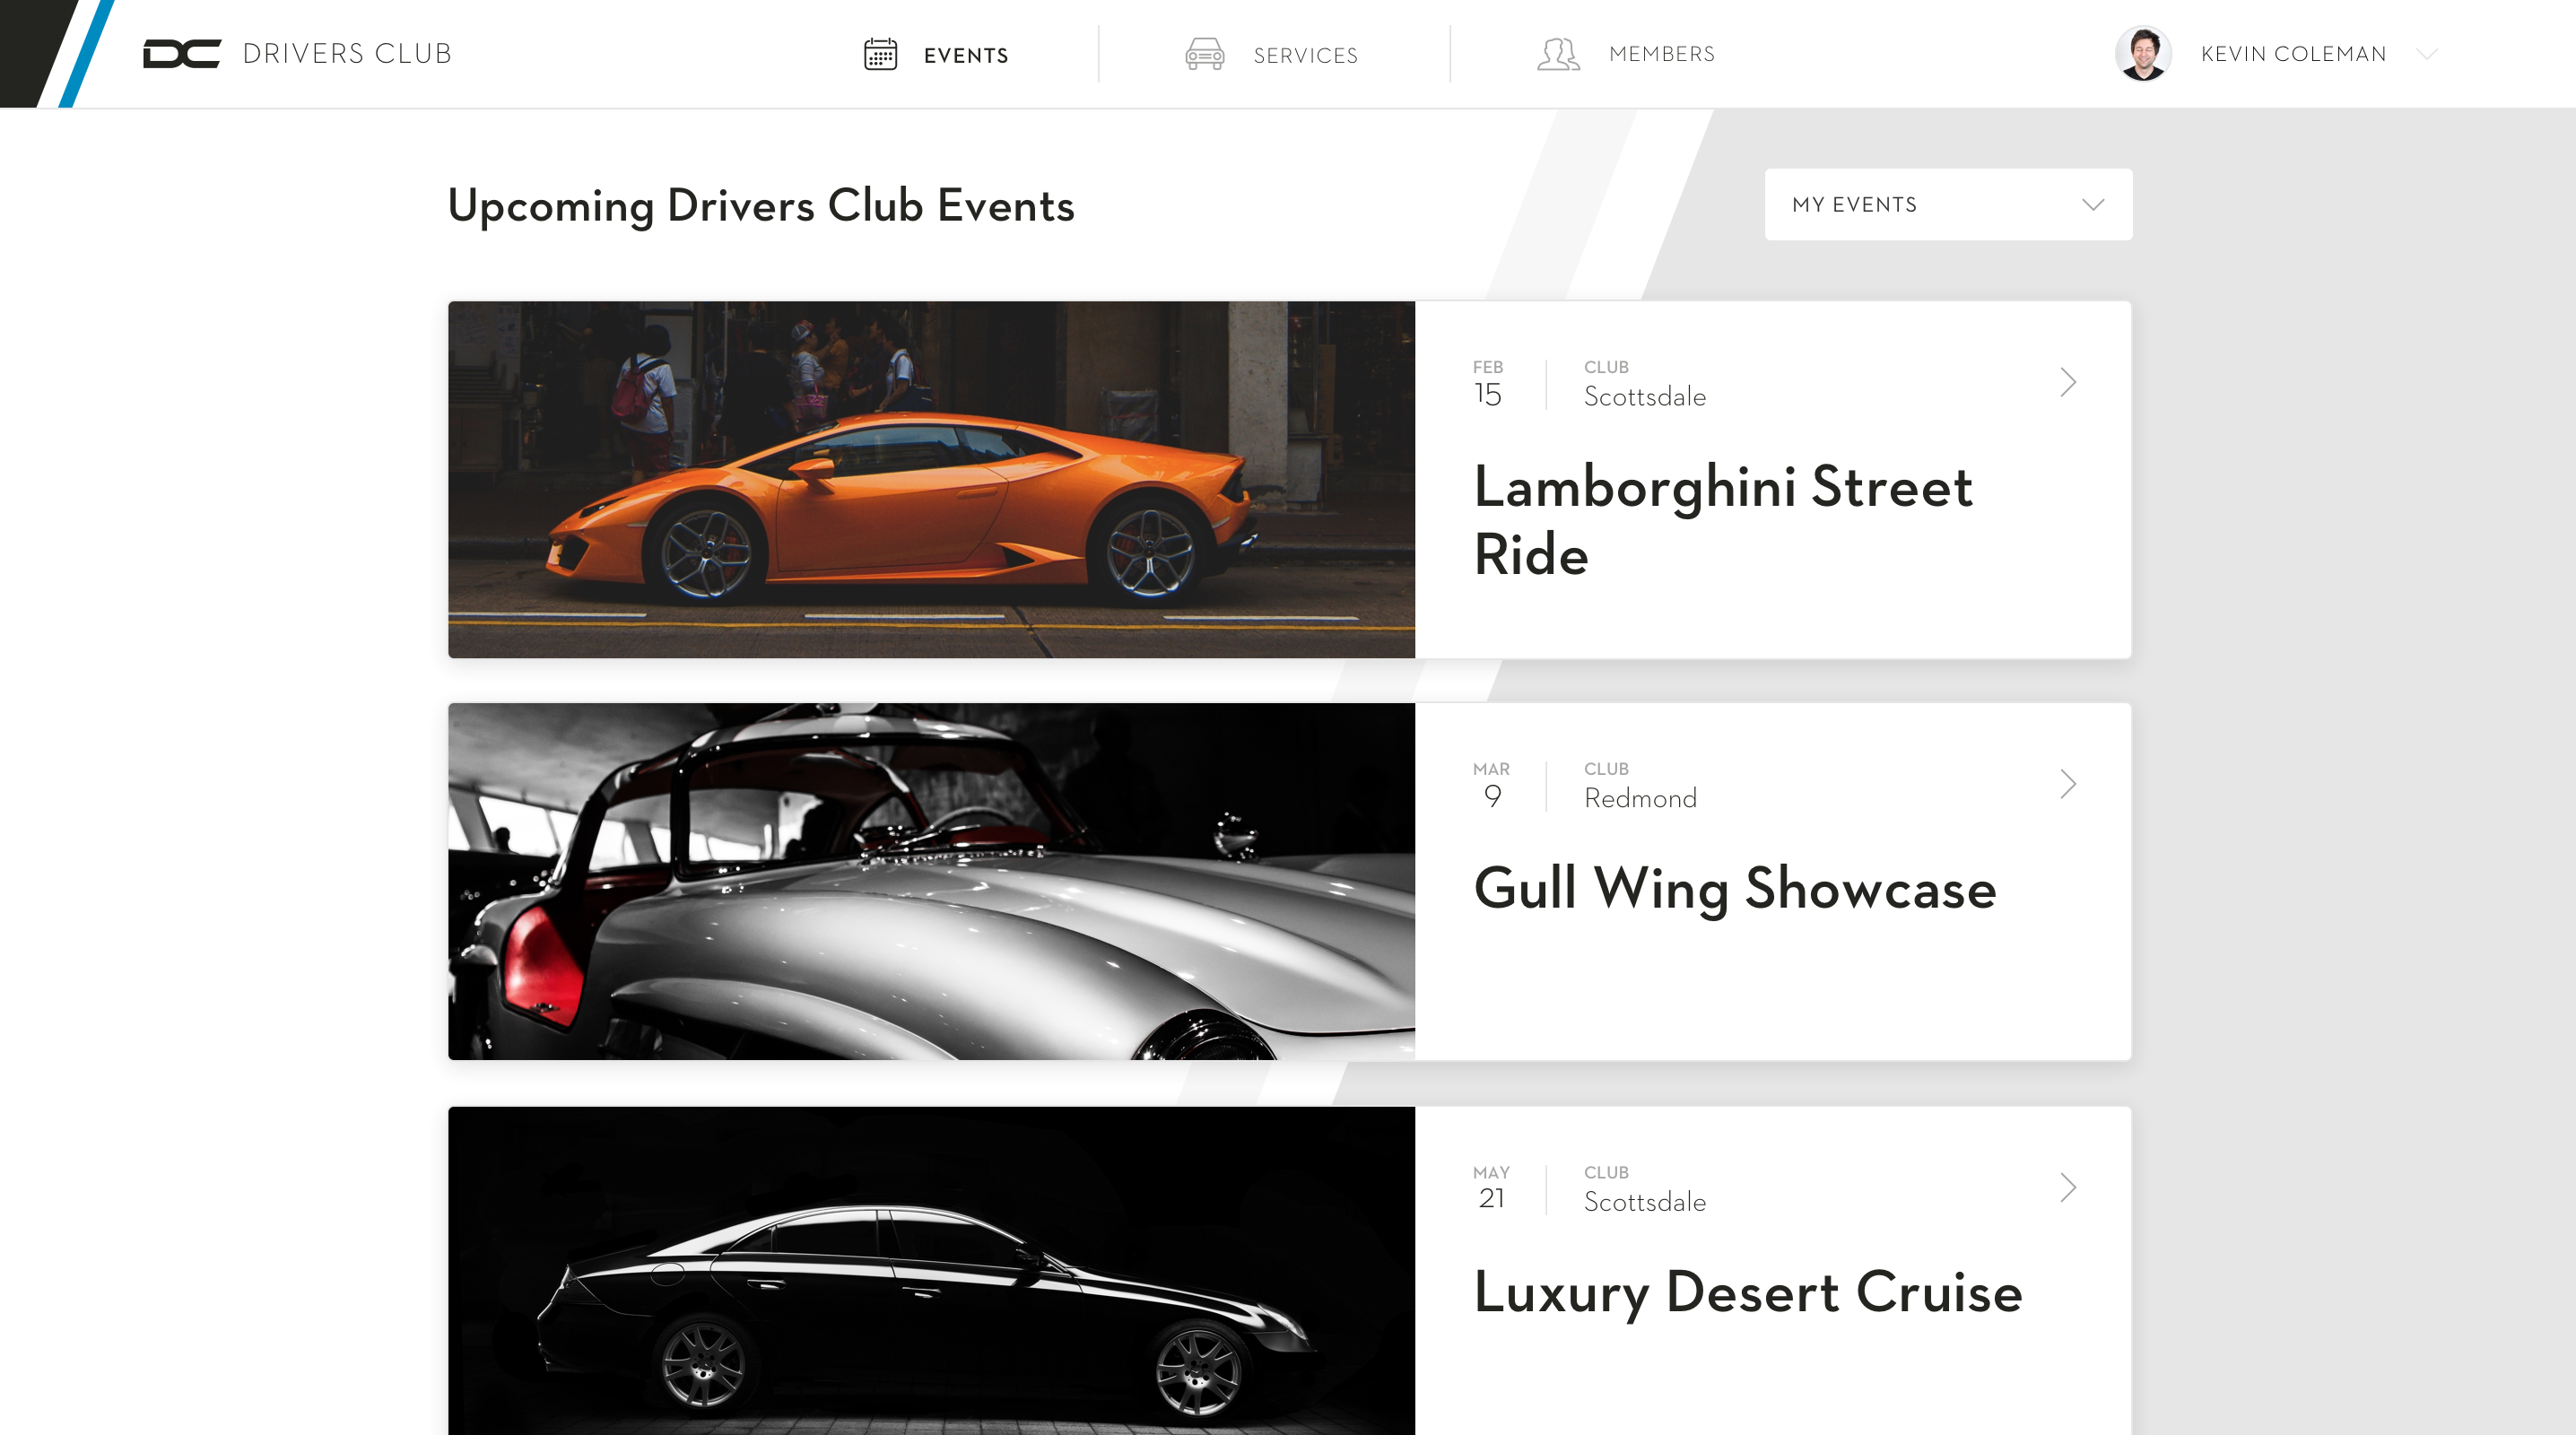 DC DRIVERS CLUB
EVENTS
SERVICES
MEMBERS
KEVIN COLEMAN
Upcoming Drivers Club Events
MY EVENTS
FEB
15
CLUB
Scottsdale
Lamborghini Street
Ride
MAR
9
CLUB
Redmond
Gull Wing Showcase
MAY
21
CLUB
Scottsdale
Luxury Desert Cruise